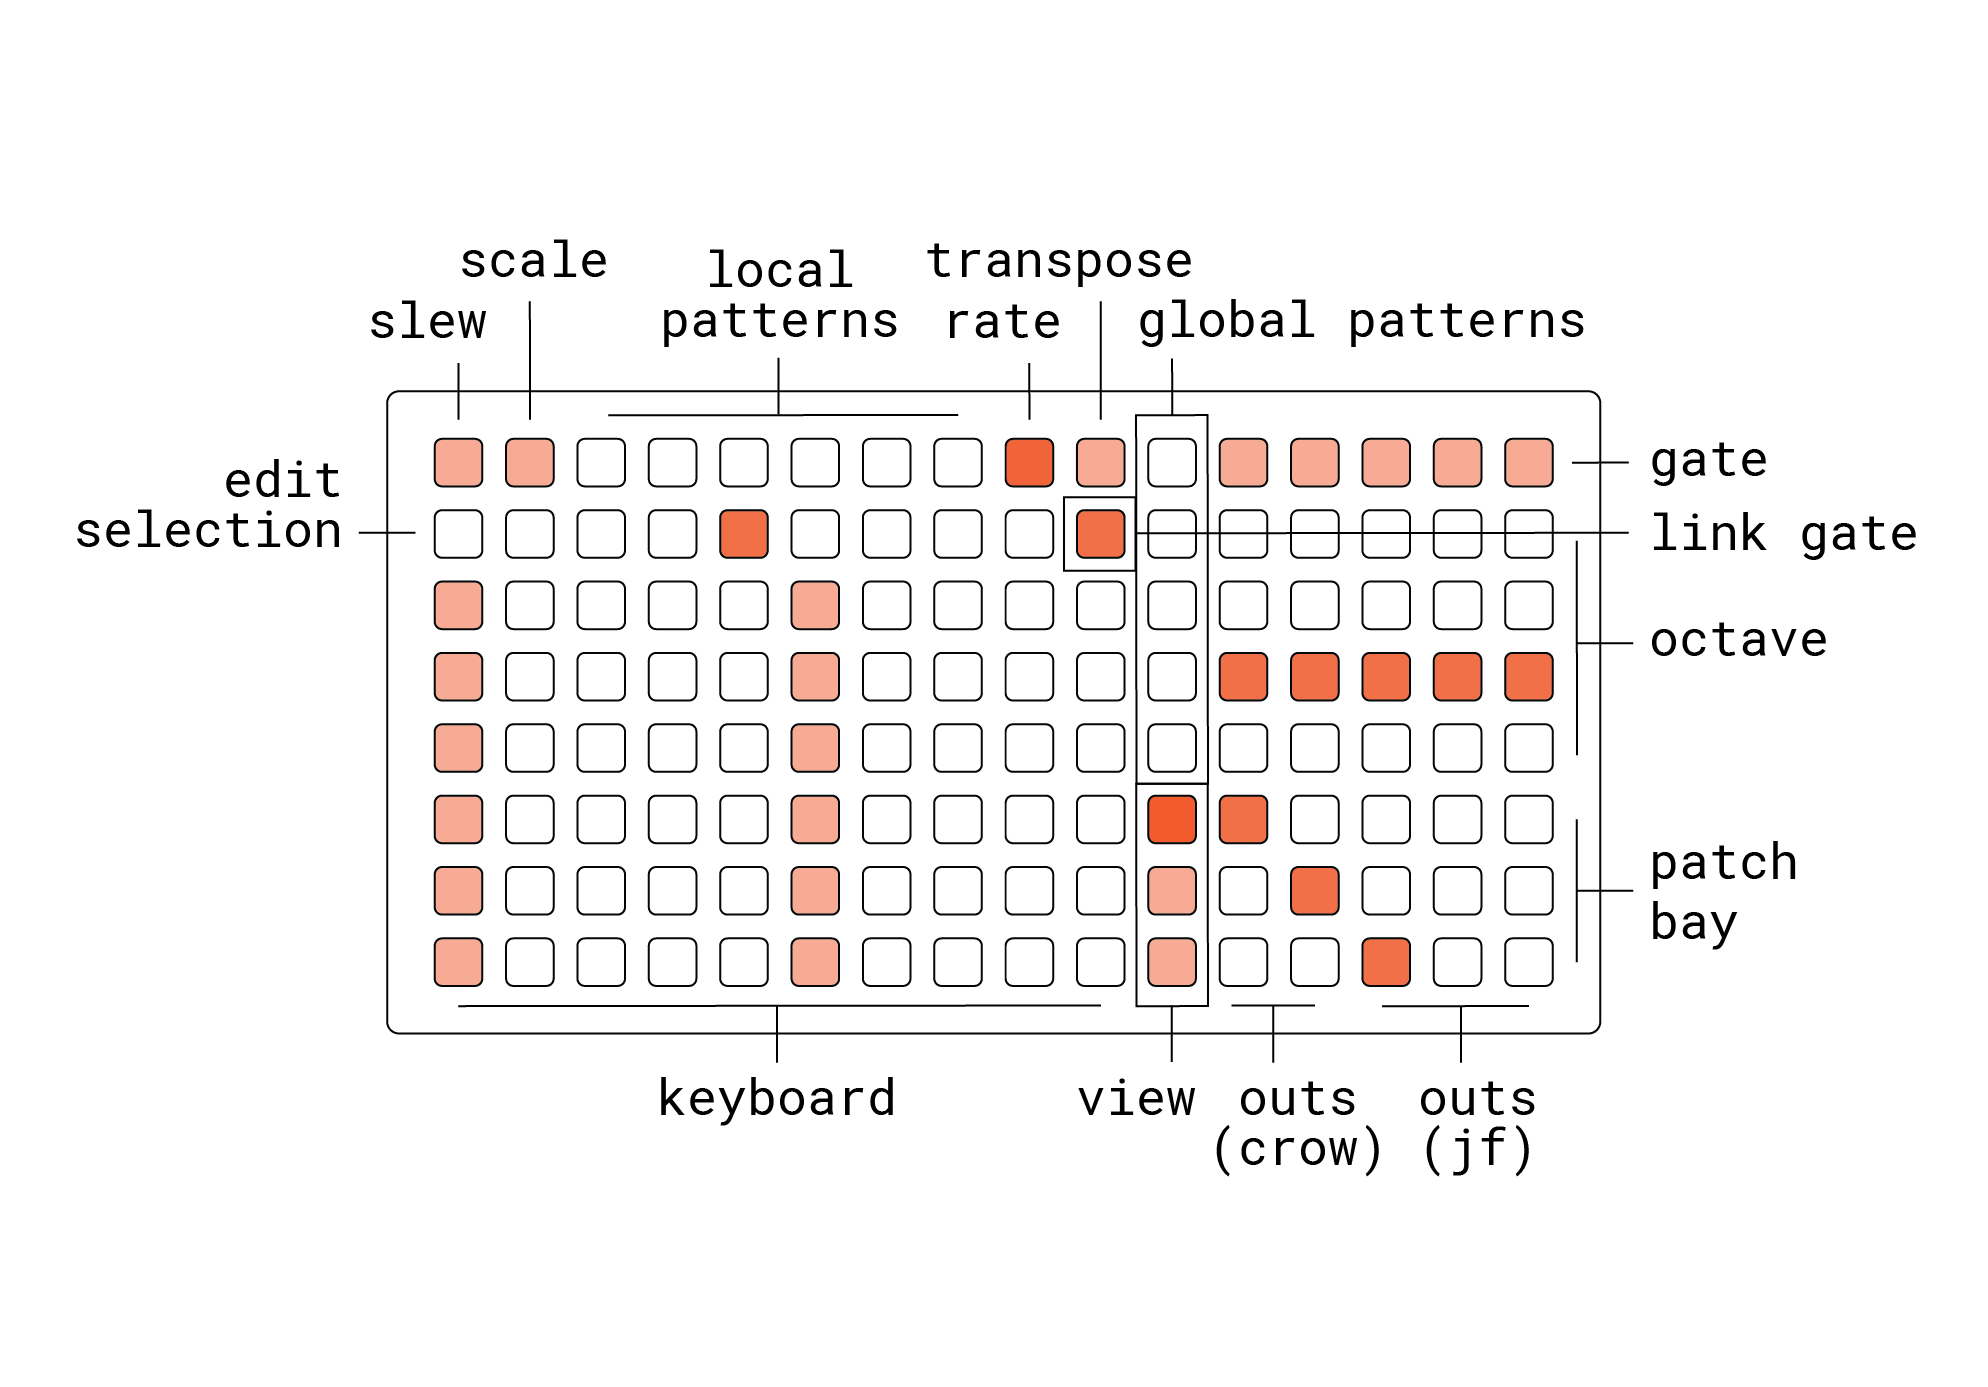 scale
local
transpose
slew
patterns
rate
global patterns
edit
selection
gate
link gate
octave
patch
bay
keyboard
view
outs
(crow)
outs
(jf)